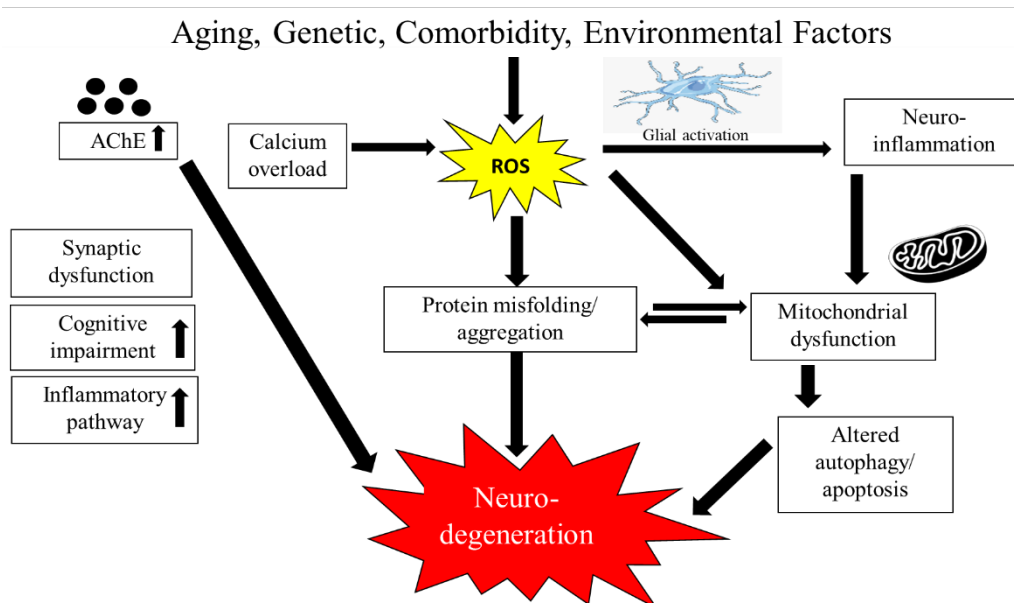 Aging, Genetic, Comorbidity, Environmental Factors
AChE
Calcium
overload
ROS
Glial activation
Neuro-
inflammation
Synaptic
dysfunction
Cognitive
impairment
Inflammatory
pathway
Protein misfolding/
aggregation
Mitochondrial
dysfunction
Altered
autophagy/
apoptosis
Neuro-
degeneration